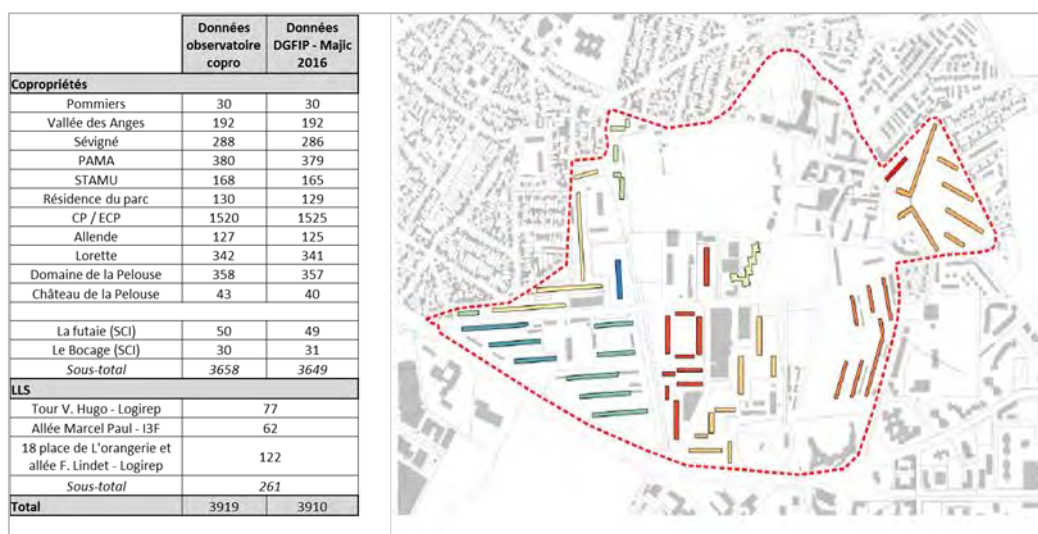 Données observatoire copro Données DGFIP - Majic 2016
Copropriétés
Pommiers 30 30
Vallée des Anges 192 192
Sévigné 288 286
PAMA 380 379
STAMU 168 165
Résidence du parc 130 129
CP / ECP 1520 1525
Allende 127 125
Lorette 342 341
Domaine de la Pelouse 358 357
Château de la Pelouse 43 40
La futaie (SCI) 50 49
Le Bocage (SCI) 30 31
Sous-total 3658 3649
LLS
Tour V. Hugo - Logirep 77
Allée Marcel Paul - I3F 62
18 place de L'orangerie et
allée F. Lindet - Logirep 122
Sous-total 261
Total 3919 3910